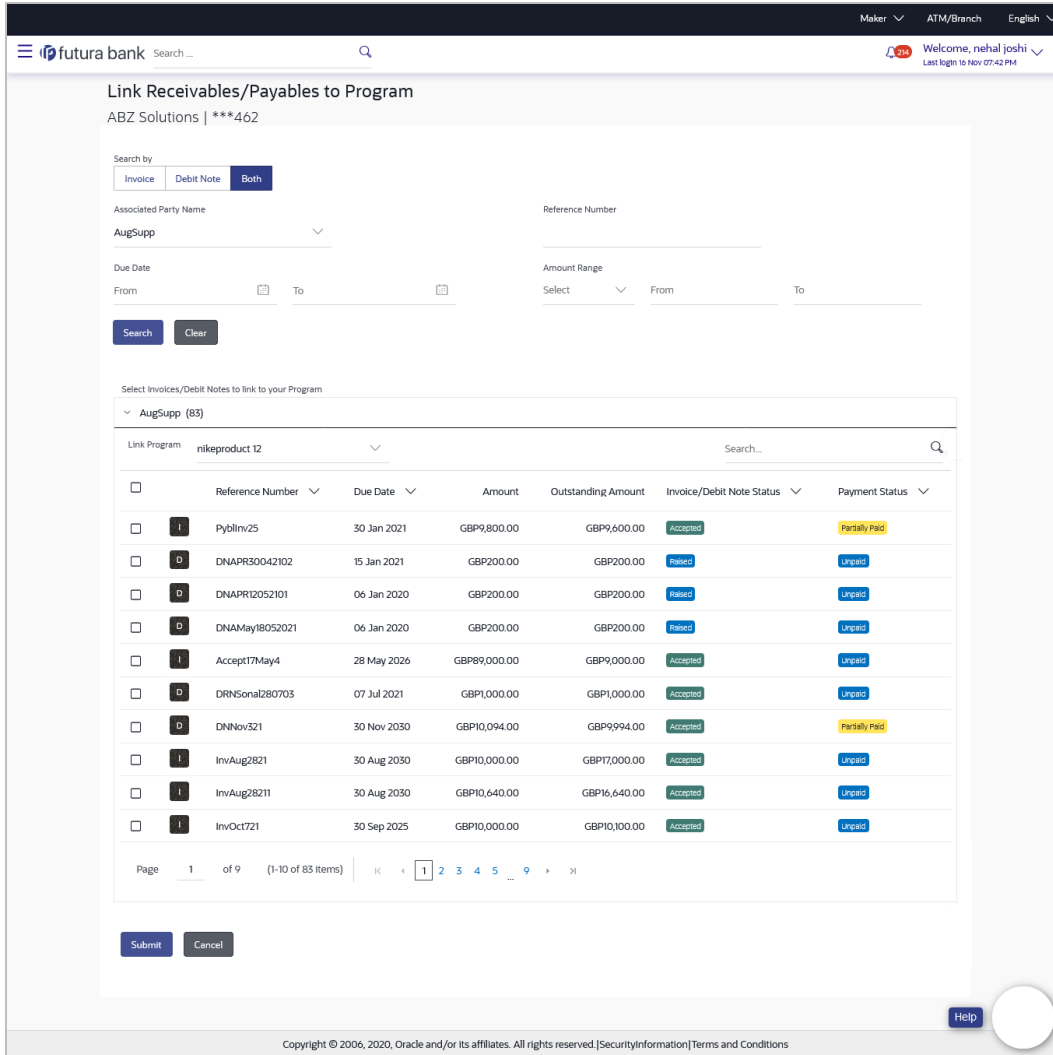 Maker ATM/Branch English
futura bank Search ... 214 Welcome, nehal joshi
Last login 16 Nov 07:42 PM
Link Receivables/Payables to Program
ABZ Solutions | ***462
Search by
Invoice Debit Note Both
Associated Party Name Reference Number
AugSupp
Due Date Amount Range
From To Select From To
Search Clear
Select Invoices/Debit Notes to link to your Program
AugSupp (83)
Link Program nikeproduct 12 Search...
Reference Number Due Date Amount Outstanding Amount Invoice/Debit Note Status Payment Status
I PyblInv25 30 Jan 2021 GBP9,800.00 GBP9,600.00 Accepted Partially Paid
D DNAPR30042102 15 Jan 2021 GBP200.00 GBP200.00 Raised Unpaid
D DNAPR12052101 06 Jan 2020 GBP200.00 GBP200.00 Raised Unpaid
D DNAMay18052021 06 Jan 2020 GBP200.00 GBP200.00 Raised Unpaid
I Accept17May4 28 May 2026 GBP89,000.00 GBP9,000.00 Accepted Unpaid
D DRNSonal280703 07 Jul 2021 GBP1,000.00 GBP1,000.00 Accepted Unpaid
D DNNov321 30 Nov 2030 GBP10,094.00 GBP9,994.00 Accepted Partially Paid
I InvAug2821 30 Aug 2030 GBP10,000.00 GBP17,000.00 Accepted Unpaid
I InvAug28211 30 Aug 2030 GBP10,640.00 GBP16,640.00 Accepted Unpaid
I InvOct721 30 Sep 2025 GBP10,000.00 GBP10,100.00 Accepted Unpaid
Page 1 of 9 (1-10 of 83 items) 1 2 3 4 5 ... 9
Submit Cancel
Help
Copyright © 2006, 2020, Oracle and/or its affiliates. All rights reserved.|SecurityInformation|Terms and Conditions